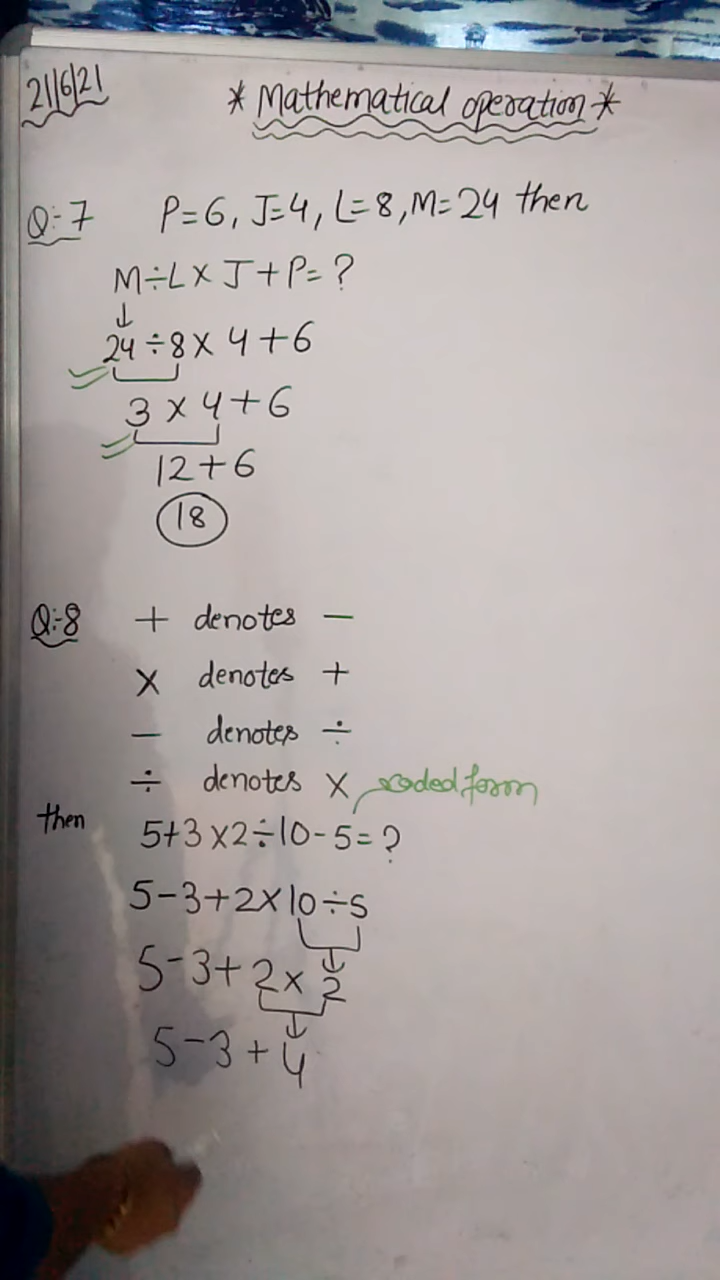 21/6/21
* Mathematical operation *
Q:-7 P=6, J=4, L=8, M=24 then
M÷L×J+P=?
↓
24÷8×4+6
3×4+6
12+6
18
Q:-8 + denotes −
× denotes +
− denotes ÷
÷ denotes × coded form
then 5+3×2÷10-5=?
5-3+2×10÷5
5-3+2×2
5-3+4